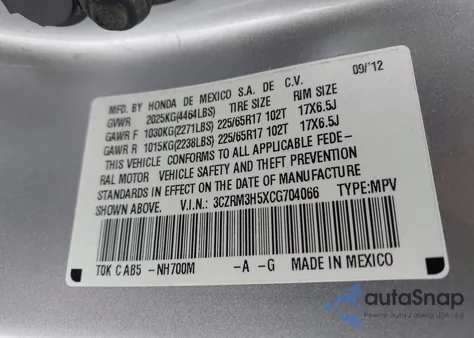 MFD. BY HONDA DE MEXICO S.A. DE C.V. 09/12
GVWR 2025KG(4464LBS) TIRE SIZE RIM SIZE
GAWR F 1030KG(2271LBS) 225/65R17 102T 17X6.5J
GAWR R 1015KG(2238LBS) 225/65R17 102T 17X6.5J
THIS VEHICLE CONFORMS TO ALL APPLICABLE FEDE-
RAL MOTOR VEHICLE SAFETY AND THEFT PREVENTION
STANDARDS IN EFFECT ON THE DATE OF MANUFACTURE
SHOWN ABOVE. V.I.N.: 3CZRM3H5XCG704066 TYPE:MPV
T0K C AB5 -NH700M -A -G MADE IN MEXICO
autoSnap